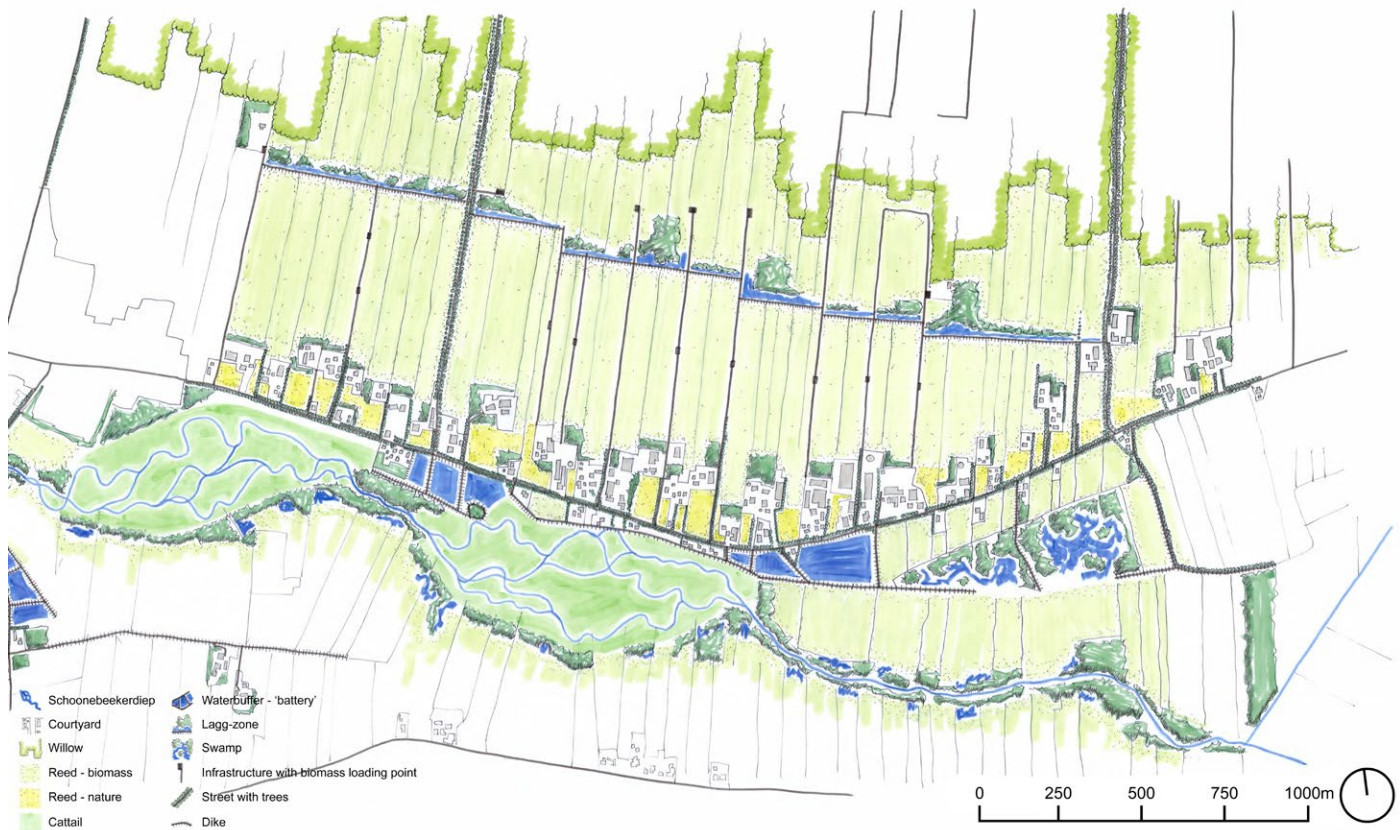 Schoonebeekerdiep
Courtyard
Willow
Reed - biomass
Reed - nature
Cattail
Waterbuffer - 'battery'
Lagg-zone
Swamp
Infrastructure with biomass loading point
Street with trees
Dike
0 250 500 750 1000m